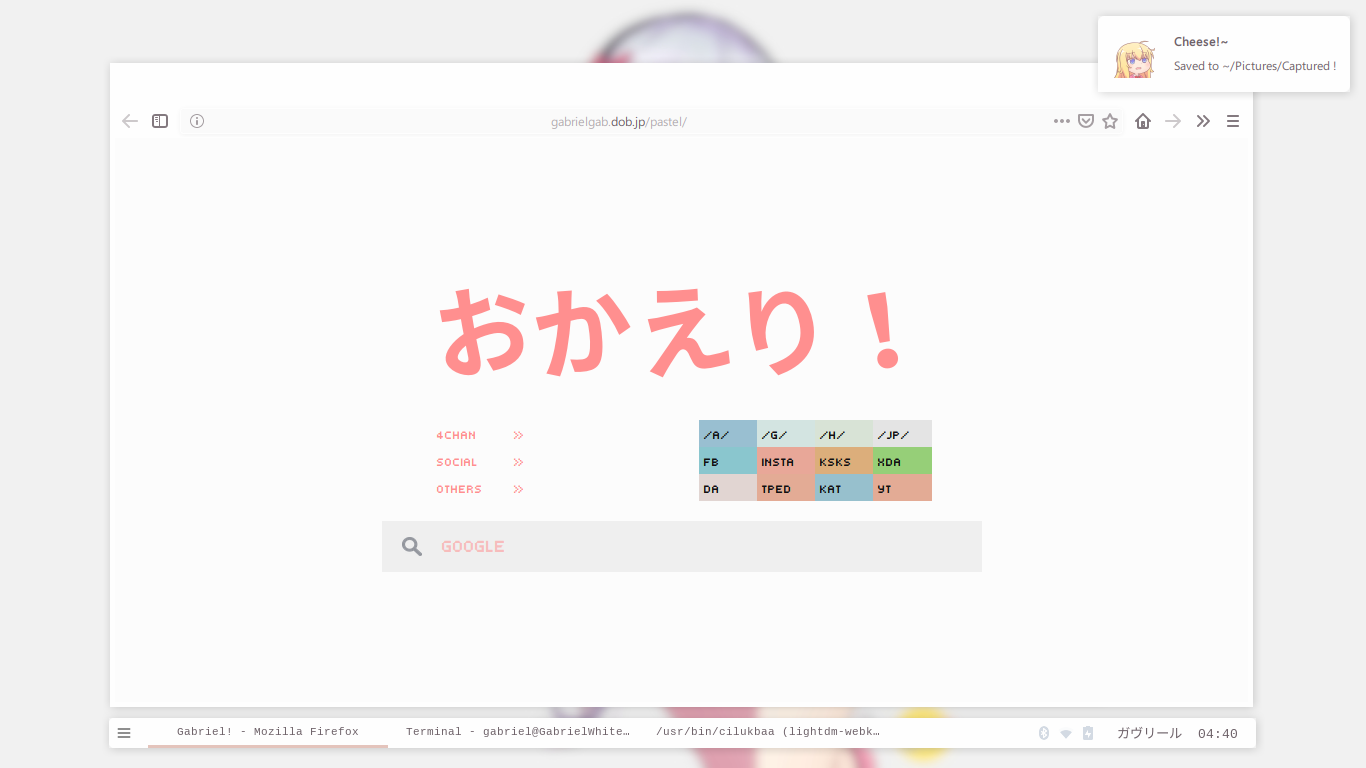 Cheese!~
Saved to ~/Pictures/Captured !
gabrielgab.dob.jp/pastel/
おかえり！
4CHAN »
SOCIAL »
OTHERS »
/A/ /G/ /H/ /JP/
FB INSTA KSKS XDA
DA TPED KAT YT
GOOGLE
Gabriel! - Mozilla Firefox
Terminal - gabriel@GabrielWhite…
/usr/bin/cilukbaa (lightdm-webk…
ガヴリール 04:40